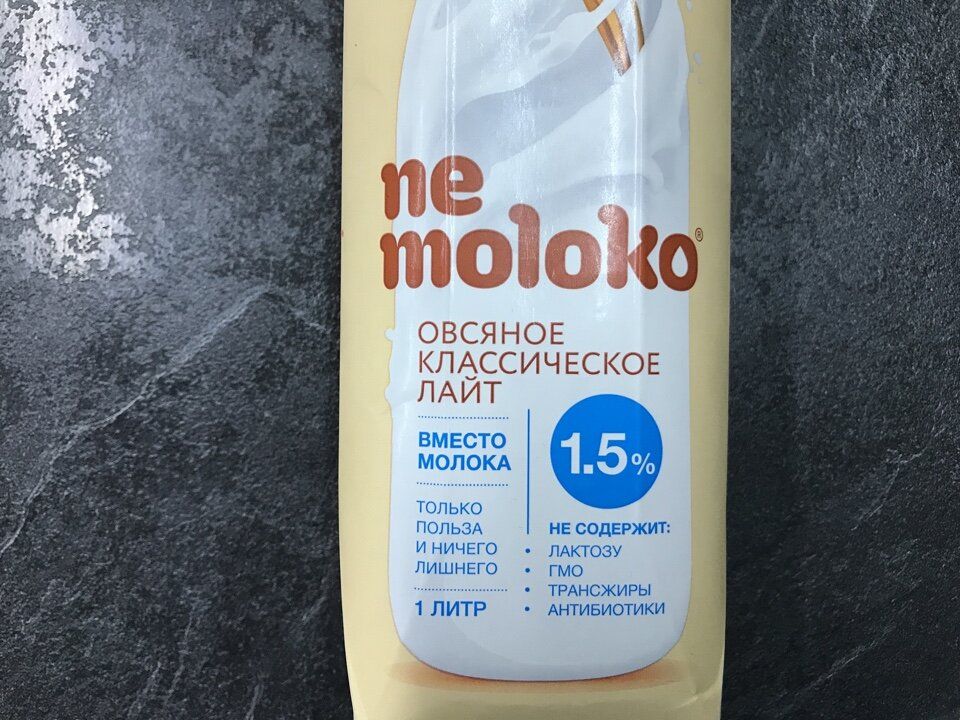 ne
moloko®
ОВСЯНОЕ
КЛАССИЧЕСКОЕ
ЛАЙТ
ВМЕСТО
МОЛОКА
ТОЛЬКО
ПОЛЬЗА
И НИЧЕГО
ЛИШНЕГО
1 ЛИТР
1.5%
НЕ СОДЕРЖИТ:
• ЛАКТОЗУ
• ГМО
• ТРАНСЖИРЫ
• АНТИБИОТИКИ